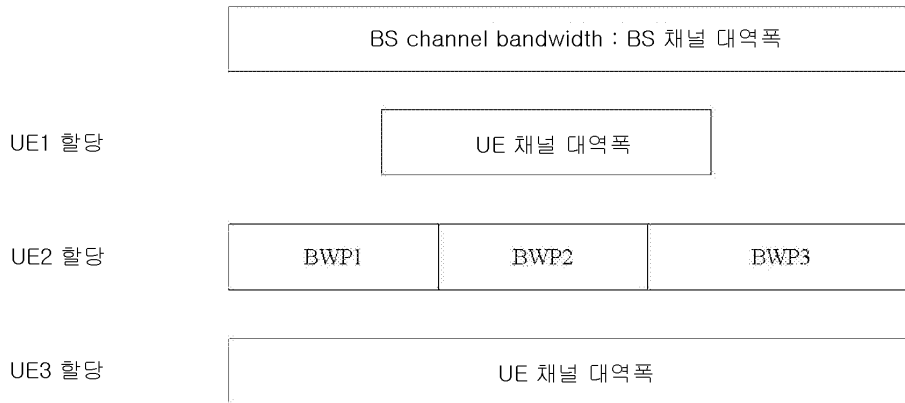 BS channel bandwidth : BS 채널 대역폭
UE1 할당
UE 채널 대역폭
UE2 할당
BWP1
BWP2
BWP3
UE3 할당
UE 채널 대역폭